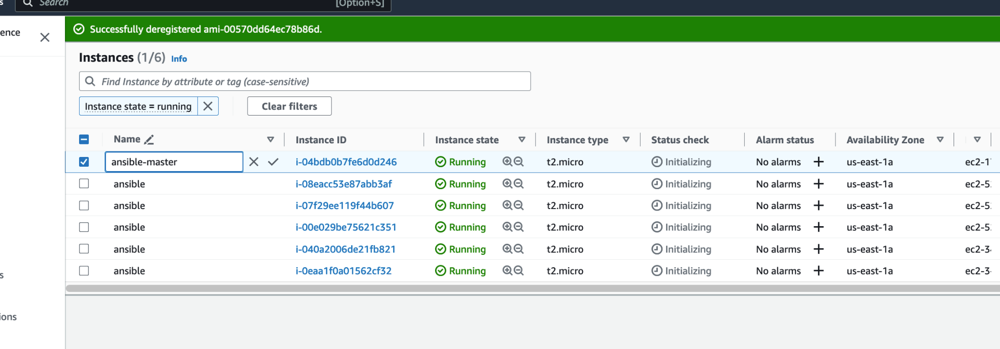 s Search [Option+S]
ence
Successfully deregistered ami-00570dd64ec78b86d.
Instances (1/6) Info
Find Instance by attribute or tag (case-sensitive)
Instance state = running Clear filters
Name Instance ID Instance state Instance type Status check Alarm status Availability Zone
ansible-master i-04bdb0b7fe6d0d246 Running t2.micro Initializing No alarms + us-east-1a ec2-1
ansible i-08eacc53e87abb3af Running t2.micro Initializing No alarms + us-east-1a ec2-5
ansible i-07f29ee119f44b607 Running t2.micro Initializing No alarms + us-east-1a ec2-5
ansible i-00e029be75621c351 Running t2.micro Initializing No alarms + us-east-1a ec2-5
ansible i-040a2006de21fb821 Running t2.micro Initializing No alarms + us-east-1a ec2-3
ansible i-0eaa1f0a01562cf32 Running t2.micro Initializing No alarms + us-east-1a ec2-3
s
ions